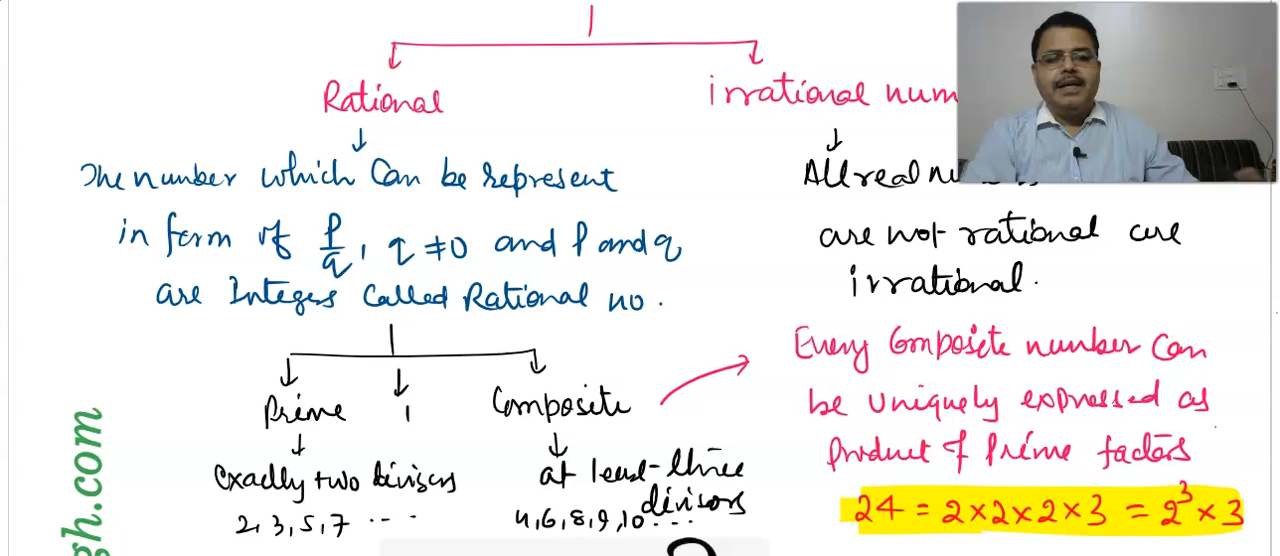 Rational
irrational num
The number which Can be represent
All real num
in form of P/q, q ≠ 0 and P and q
are not rational are
are Integers Called Rational no.
irrational.
Prime
1
Composite
Exactly two divisors
2, 3, 5, 7 ....
at least three
divisors
4, 6, 8, 9, 10 ...
Every Composite number Can
be uniquely expressed as
Product of Prime factors
24 = 2 × 2 × 2 × 3 = 2³ × 3
gh.com